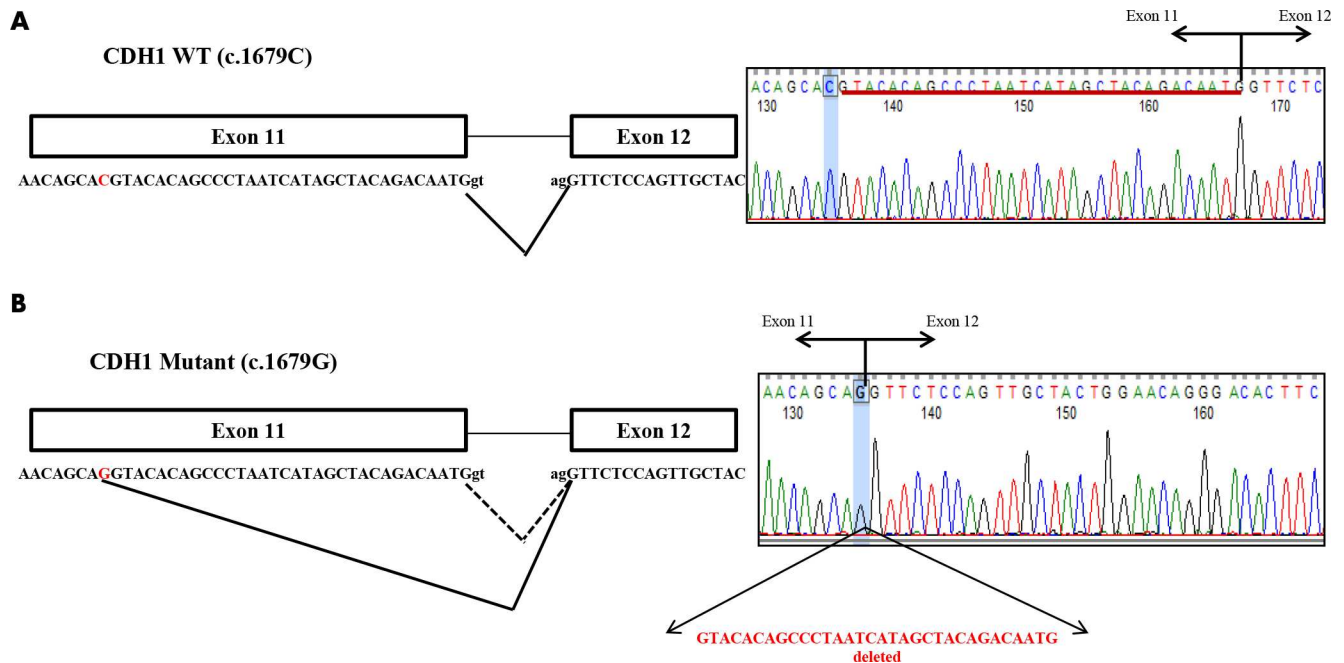 A
CDH1 WT (c.1679C)
Exon 11
Exon 12
AACAGCACGTACACAGCCCTAATCATAGCTACAGACAATGgt
agGTTCTCCAGTTGCTAC
Exon 11
Exon 12
ACAGCACGTACACAGCCCTAATCATAGCTACAGACAATGGTTCTC
130 140 150 160 170
B
CDH1 Mutant (c.1679G)
Exon 11
Exon 12
AACAGCAGGTACACAGCCCTAATCATAGCTACAGACAATGgt
agGTTCTCCAGTTGCTAC
Exon 11
Exon 12
AACAGCAGGTTCTCCAGTTGCTACTGGAACAGGGACACTTC
130 140 150 160
GTACACAGCCCTAATCATAGCTACAGACAATG
deleted